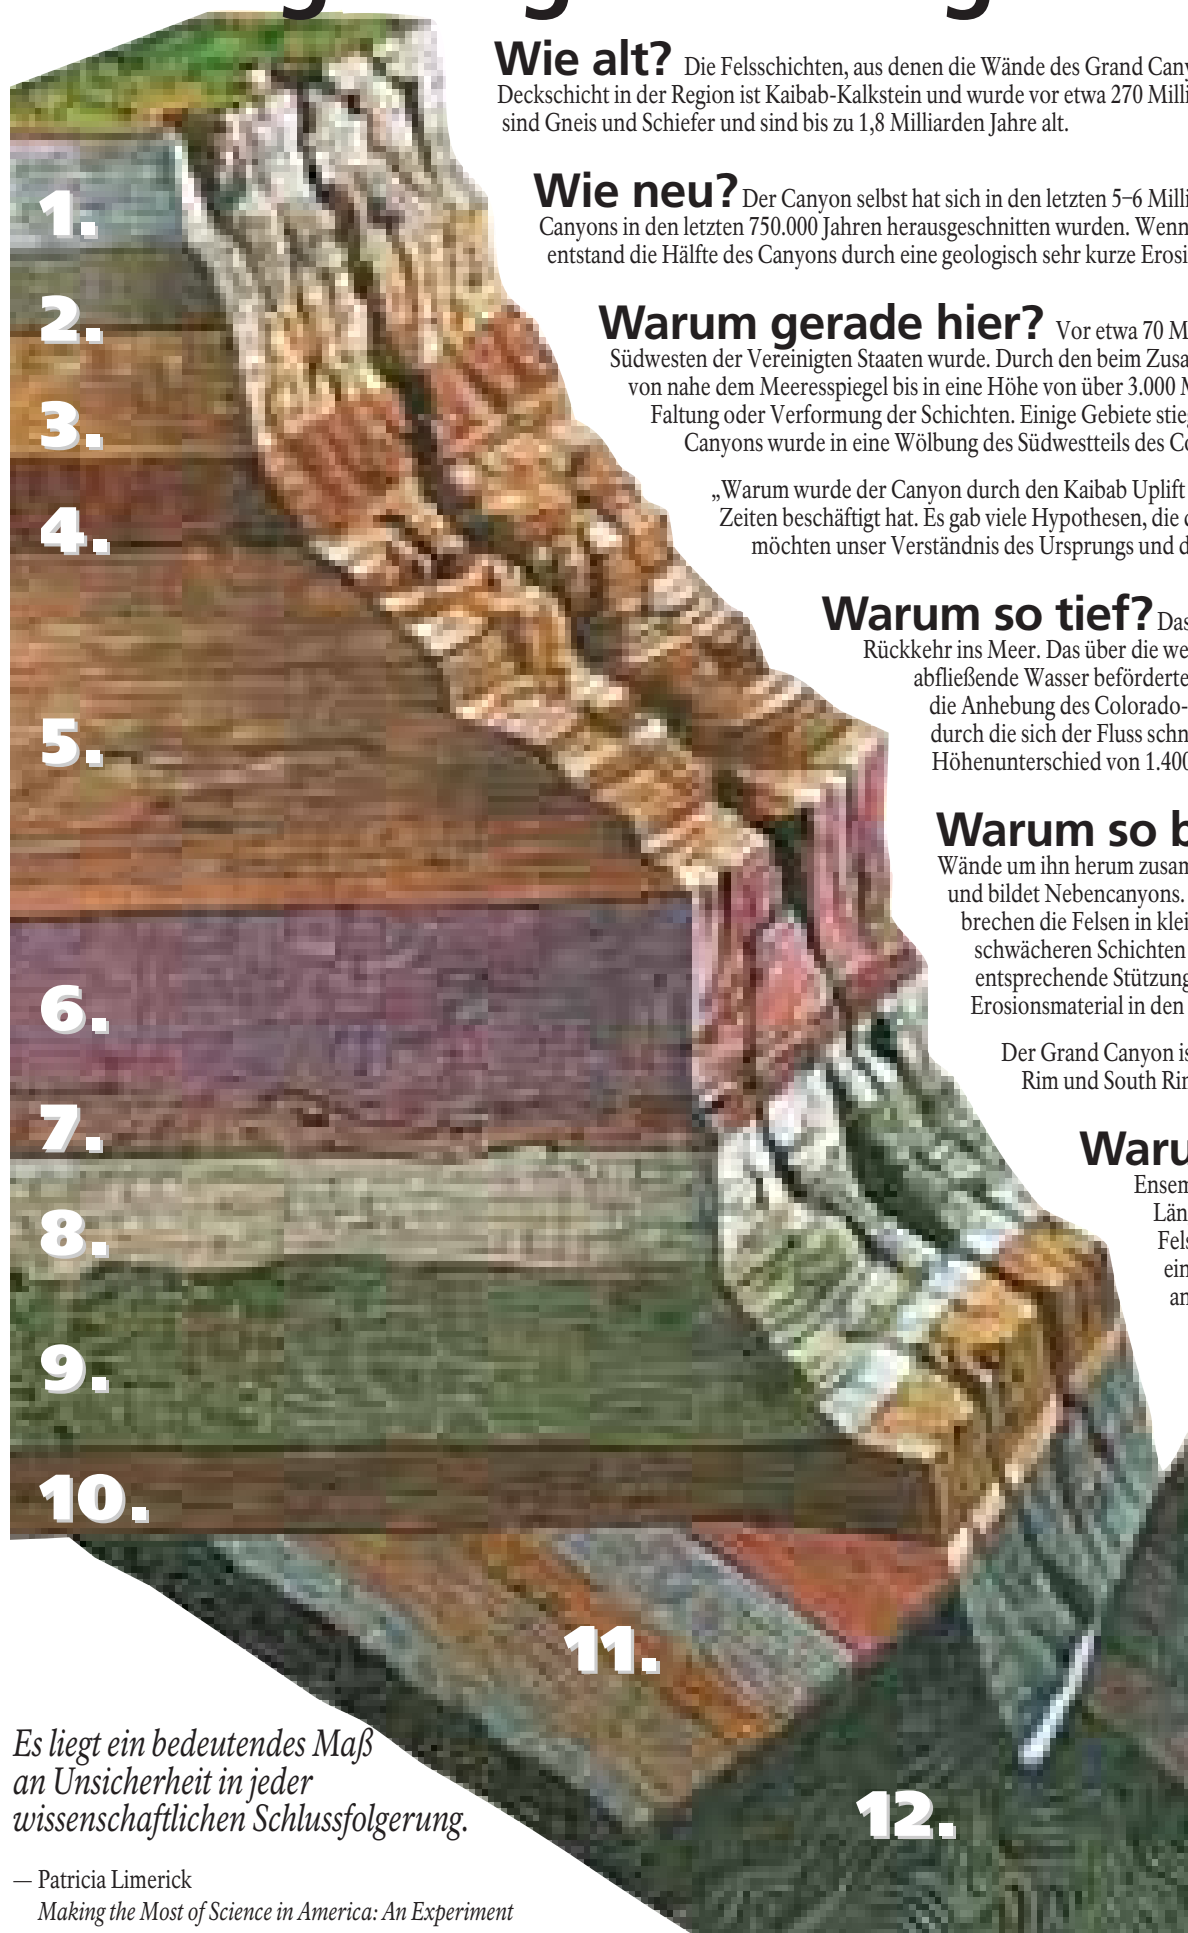 Wie alt? Die Felsschichten, aus denen die Wände des Grand
Deckschicht in der Region ist Kaibab-Kalkstein und wurde vor etwa 270
sind Gneis und Schiefer und sind bis zu 1,8 Milliarden Jahre alt.
Wie neu? Der Canyon selbst hat sich in den letzten 5–6
Canyons in den letzten 750.000 Jahren herausgeschnitten wurden. Wenn
entstand die Hälfte des Canyons durch eine geologisch sehr kurze
Warum gerade hier? Vor etwa 70
Südwesten der Vereinigten Staaten wurde. Durch den beim
von nahe dem Meeresspiegel bis in eine Höhe von über 3.000
Faltung oder Verformung der Schichten. Einige Gebiete
Canyons wurde in eine Wölbung des Südwestteils des
„Warum wurde der Canyon durch den Kaibab Uplift
Zeiten beschäftigt hat. Es gab viele Hypothesen, die
möchten unser Verständnis des Ursprungs und
Warum so tief? Das
Rückkehr ins Meer. Das über die
abfließende Wasser beförderte
die Anhebung des Colorado-
durch die sich der Fluss
Höhenunterschied von
Warum so
Wände um ihn herum
und bildet Nebencanyons.
brechen die Felsen in
schwächeren Schichten
entsprechende
Erosionsmaterial in den
Der Grand Canyon
Rim und South
1.
2.
3.
4.
5.
6.
7.
8.
9.
10.
11.
12.
Es liegt ein bedeutendes Maß
an Unsicherheit in jeder
wissenschaftlichen Schlussfolgerung.
— Patricia Limerick
Making the Most of Science in America: An Experiment